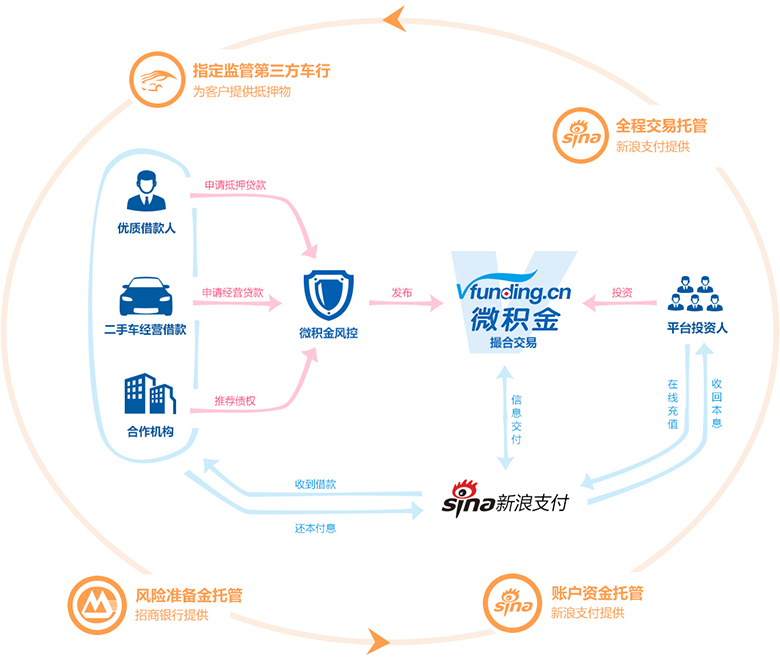 指定监管第三方车行
为客户提供抵押物
sina
全程交易托管
新浪支付提供
申请抵押贷款
优质借款人
申请经营贷款
二手车经营借款
微积金风控
发布
Vfunding.cn
微积金
撮合交易
投资
平台投资人
推荐债权
合作机构
信息交付
在线充值
收回本息
收到借款
还本付息
sina新浪支付
风险准备金托管
招商银行提供
sina
账户资金托管
新浪支付提供